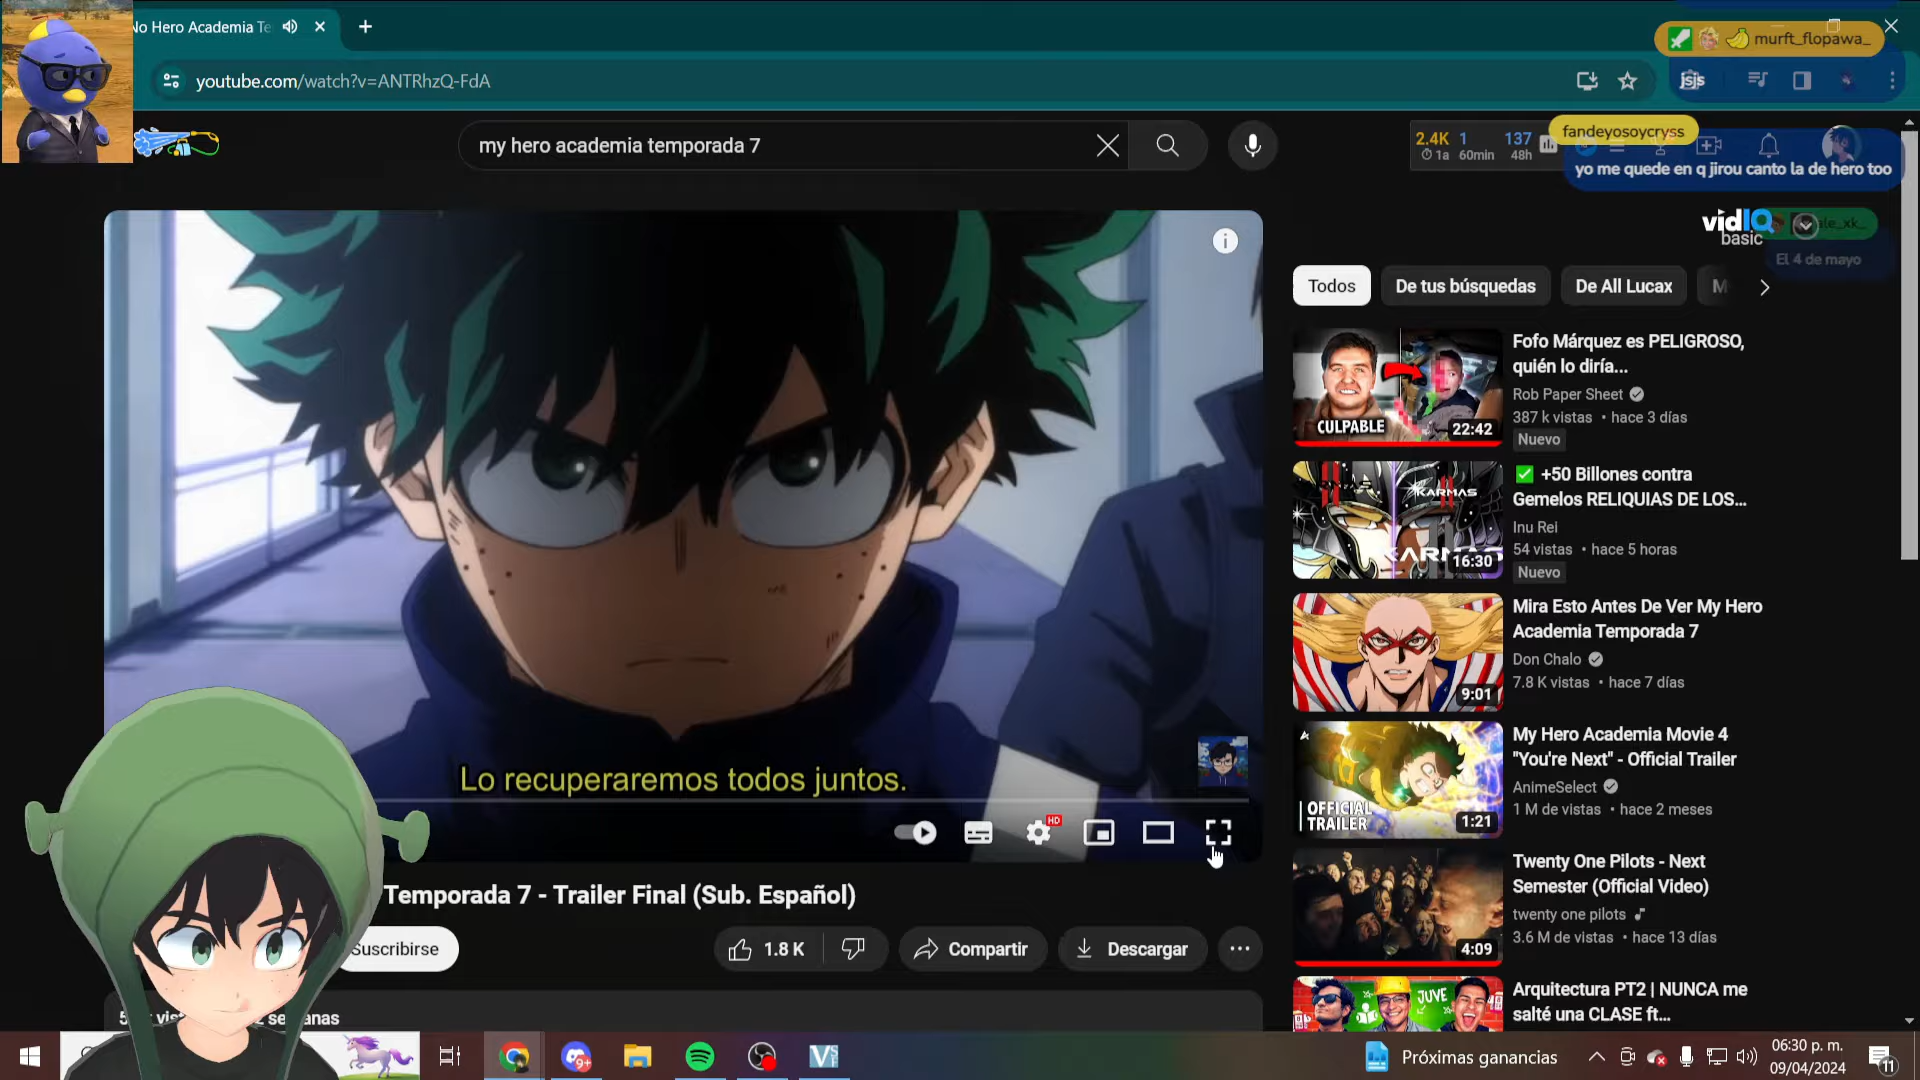 No Hero Academia Te
youtube.com/watch?v=ANTRhzQ-FdA
murft_flopawa_
jsjs
my hero academia temporada 7
2.4K 1 137
1a 60min 48h
fandeyosoycryss
yo me quede en q jirou canto la de hero too
vidIQ
basic
El 4 de mayo
Todos
De tus búsquedas
De All Lucax
M
Fofo Márquez es PELIGROSO,
quién lo diría...
Rob Paper Sheet
387 k vistas • hace 3 días
Nuevo
CULPABLE
22:42
+50 Billones contra
Gemelos RELIQUIAS DE LOS...
Inu Rei
54 vistas • hace 5 horas
Nuevo
KARMAS
16:30
Mira Esto Antes De Ver My Hero
Academia Temporada 7
Don Chalo
7.8 K vistas • hace 7 días
9:01
My Hero Academia Movie 4
"You're Next" - Official Trailer
AnimeSelect
1 M de vistas • hace 2 meses
OFFICIAL
TRAILER
1:21
Twenty One Pilots - Next
Semester (Official Video)
twenty one pilots
3.6 M de vistas • hace 13 días
4:09
Arquitectura PT2 | NUNCA me
salté una CLASE ft...
JUVE
Lo recuperaremos todos juntos.
HD
Temporada 7 - Trailer Final (Sub. Español)
Suscribirse
1.8 K
Compartir
Descargar
9+
Próximas ganancias
06:30 p. m.
09/04/2024
11